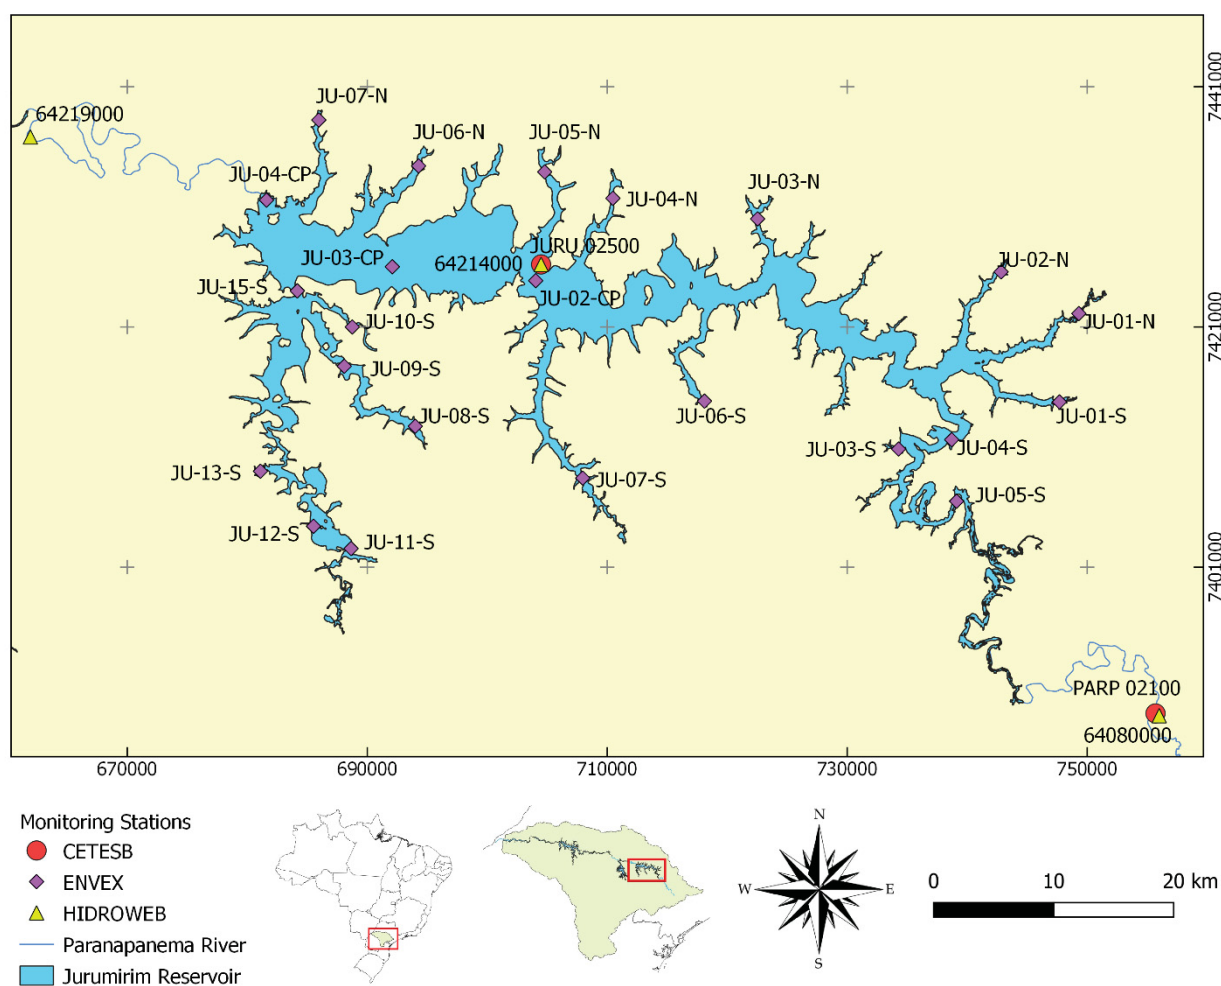 JU-07-N
7441000
64219000
JU-06-N
JU-05-N
JU-04-CP
JU-03-N
JU-04-N
JURU 02500
JU-03-CP
64214000
JU-02-N
JU-15-S
JU-02-CP
JU-10-S
JU-01-N
7421000
JU-09-S
JU-08-S
JU-06-S
JU-01-S
JU-03-S
JU-04-S
JU-13-S
JU-07-S
JU-05-S
JU-12-S
JU-11-S
7401000
PARP 02100
64080000
670000
690000
710000
730000
750000
Monitoring Stations
CETESB
ENVEX
HIDROWEB
Paranapanema River
Jurumirim Reservoir
N
W
E
S
0
10
20 km